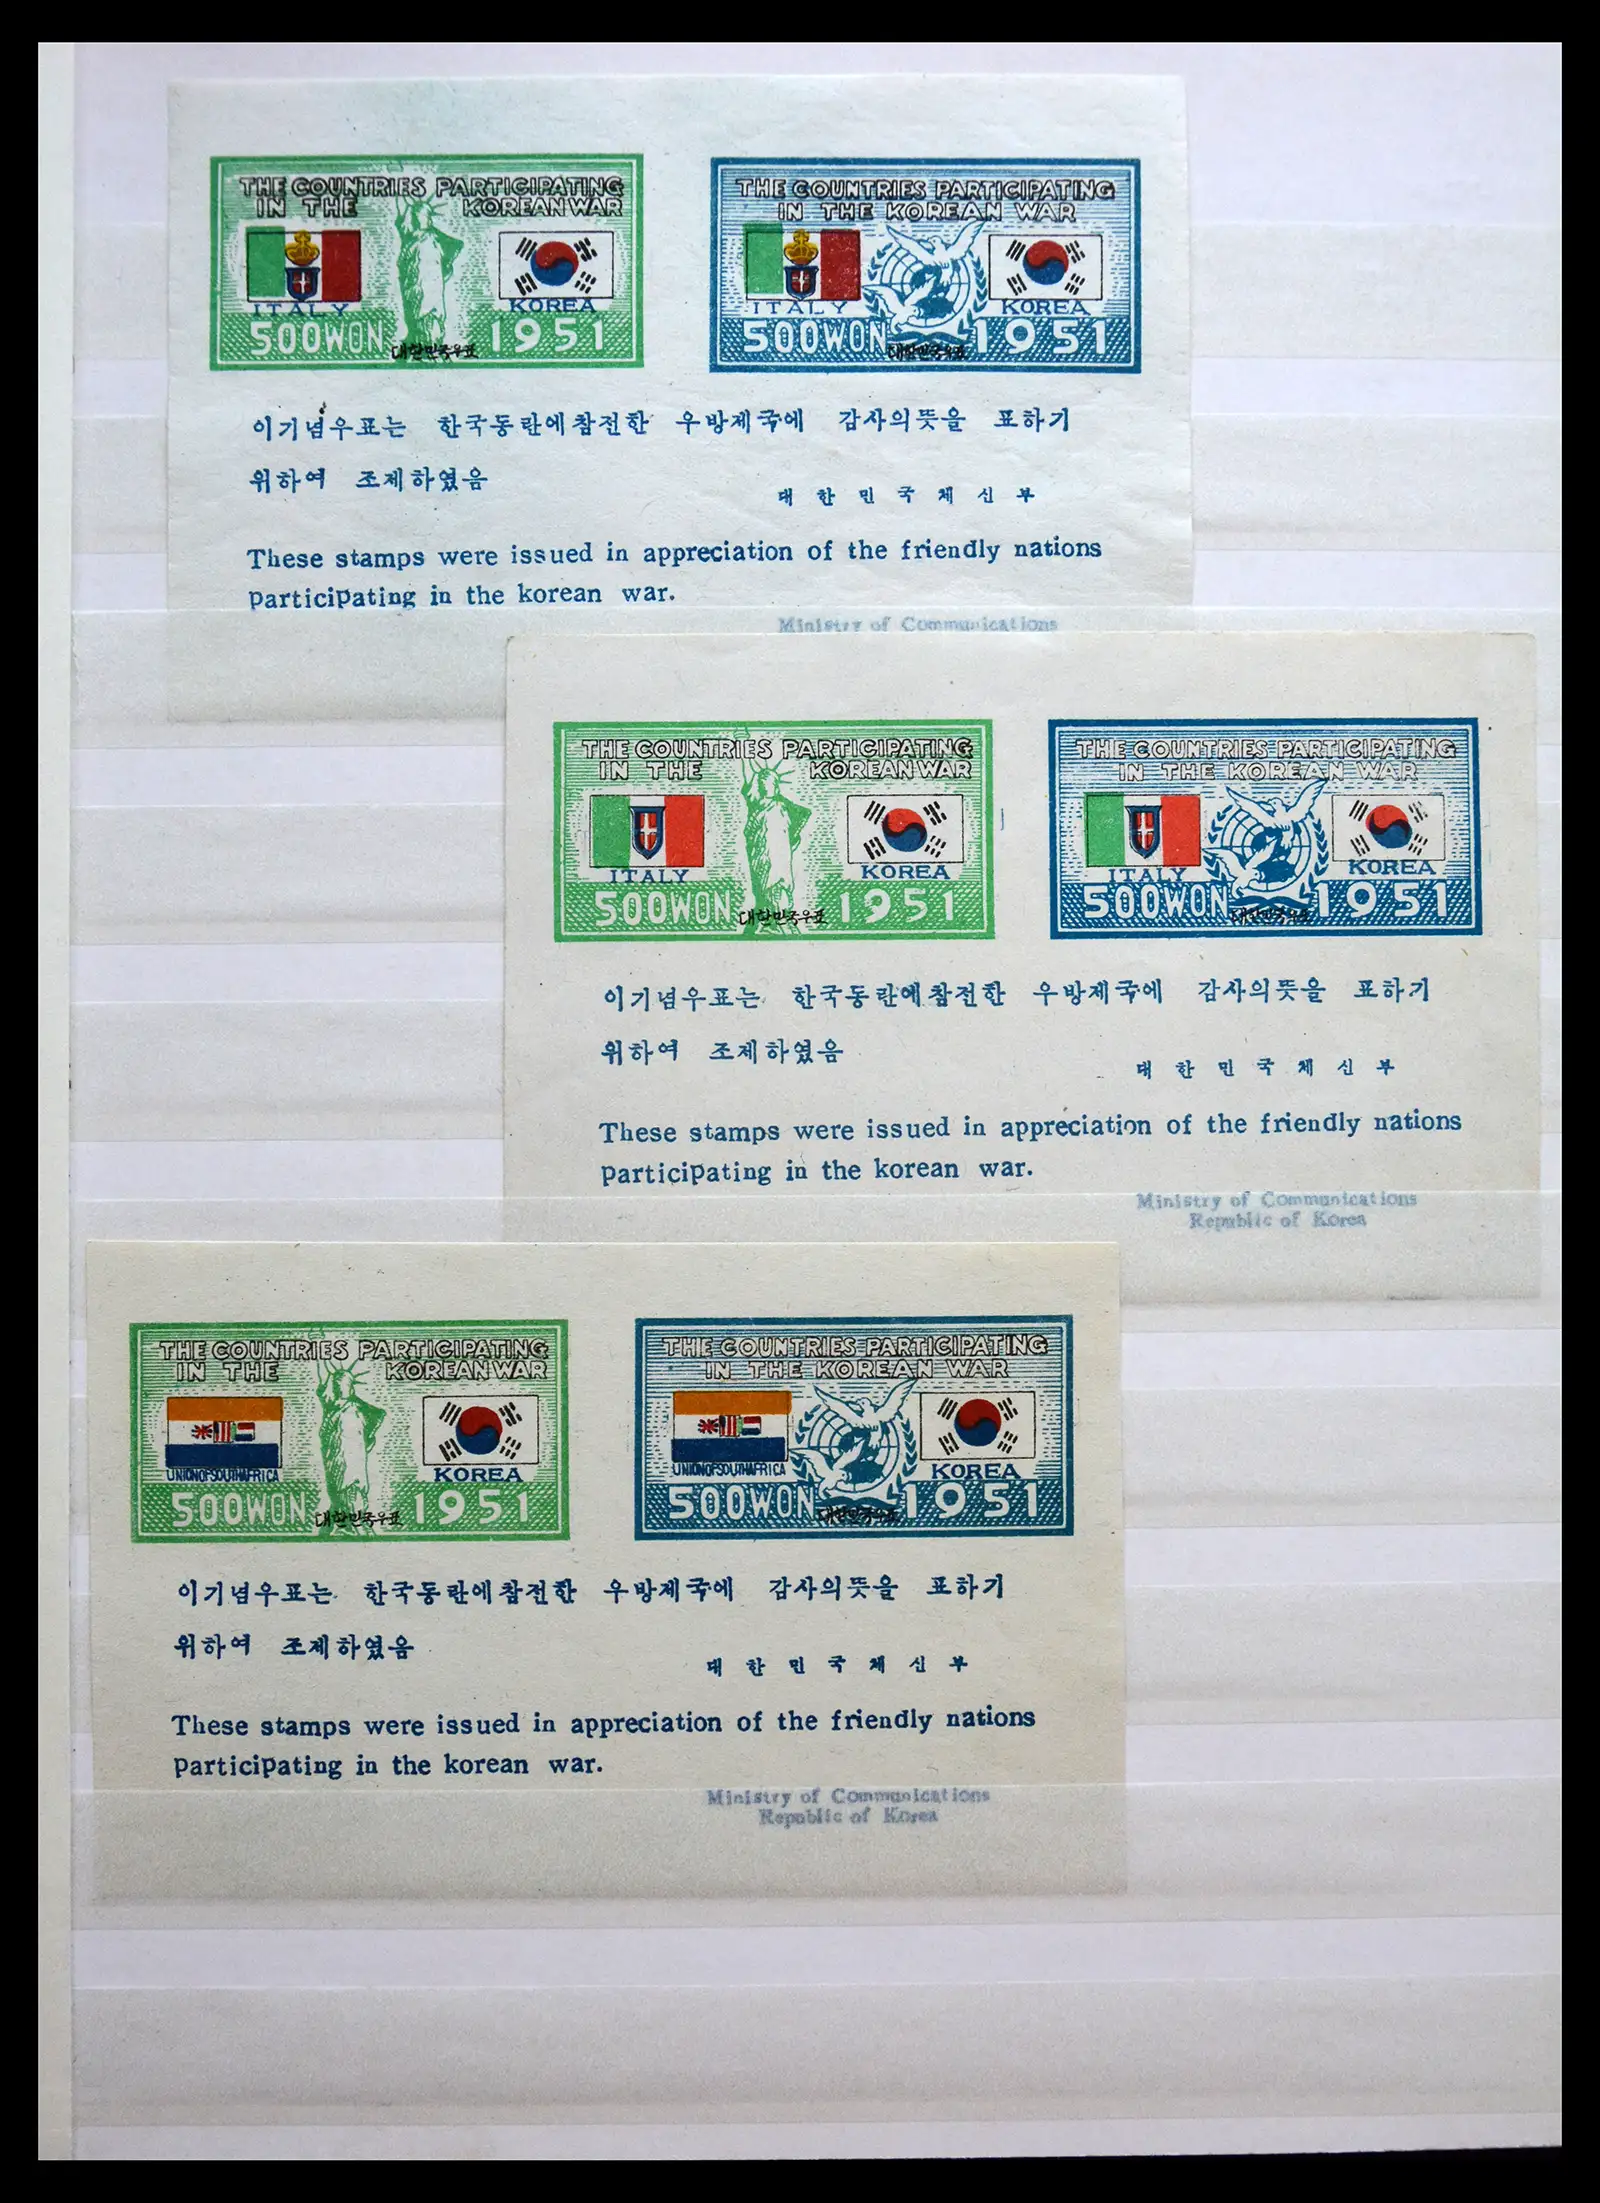 THE COUNTRIES PARTICIPATING
IN THE KOREAN WAR
ITALY
KOREA
500WON
1951
대한민국우표
THE COUNTRIES PARTICIPATING
IN THE KOREAN WAR
ITALY
KOREA
500WON
1951
대한민국우표
이기념우표는 한국동란에참전한 우방제국에 감사의뜻을 표하기
위하여 조제하였음
대한민국체신부
These stamps were issued in appreciation of the friendly nations
participating in the korean war.
Ministry of Communications
THE COUNTRIES PARTICIPATING
IN THE KOREAN WAR
ITALY
KOREA
500WON
1951
대한민국우표
THE COUNTRIES PARTICIPATING
IN THE KOREAN WAR
ITALY
KOREA
500WON
1951
대한민국우표
이기념우표는 한국동란에참전한 우방제국에 감사의뜻을 표하기
위하여 조제하였음
대한민국체신부
These stamps were issued in appreciation of the friendly nations
participating in the korean war.
Ministry of Communications
Republic of Korea
THE COUNTRIES PARTICIPATING
IN THE KOREAN WAR
UNIONOFSOUTHAFRICA
KOREA
500WON
1951
대한민국우표
THE COUNTRIES PARTICIPATING
IN THE KOREAN WAR
UNIONOFSOUTHAFRICA
KOREA
500WON
1951
대한민국우표
이기념우표는 한국동란에참전한 우방제국에 감사의뜻을 표하기
위하여 조제하였음
대한민국체신부
These stamps were issued in appreciation of the friendly nations
participating in the korean war.
Ministry of Communications
Republic of Korea